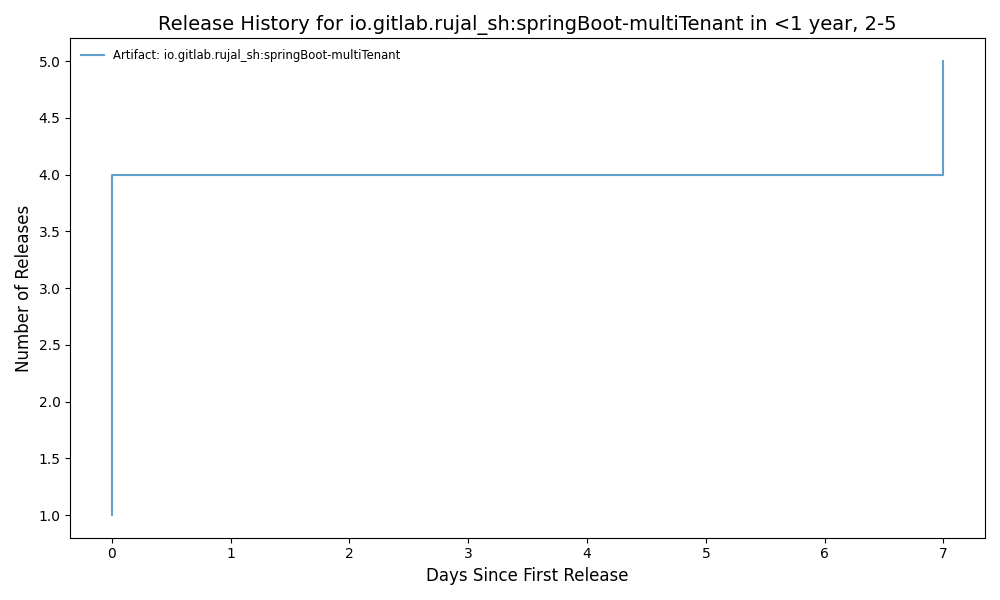 Release History for io.gitlab.rujal_sh:springBoot-multiTenant in <1 year, 2-5
Artifact: io.gitlab.rujal_sh:springBoot-multiTenant
Number of Releases
5.0
4.5
4.0
3.5
3.0
2.5
2.0
1.5
1.0
0 1 2 3 4 5 6 7
Days Since First Release